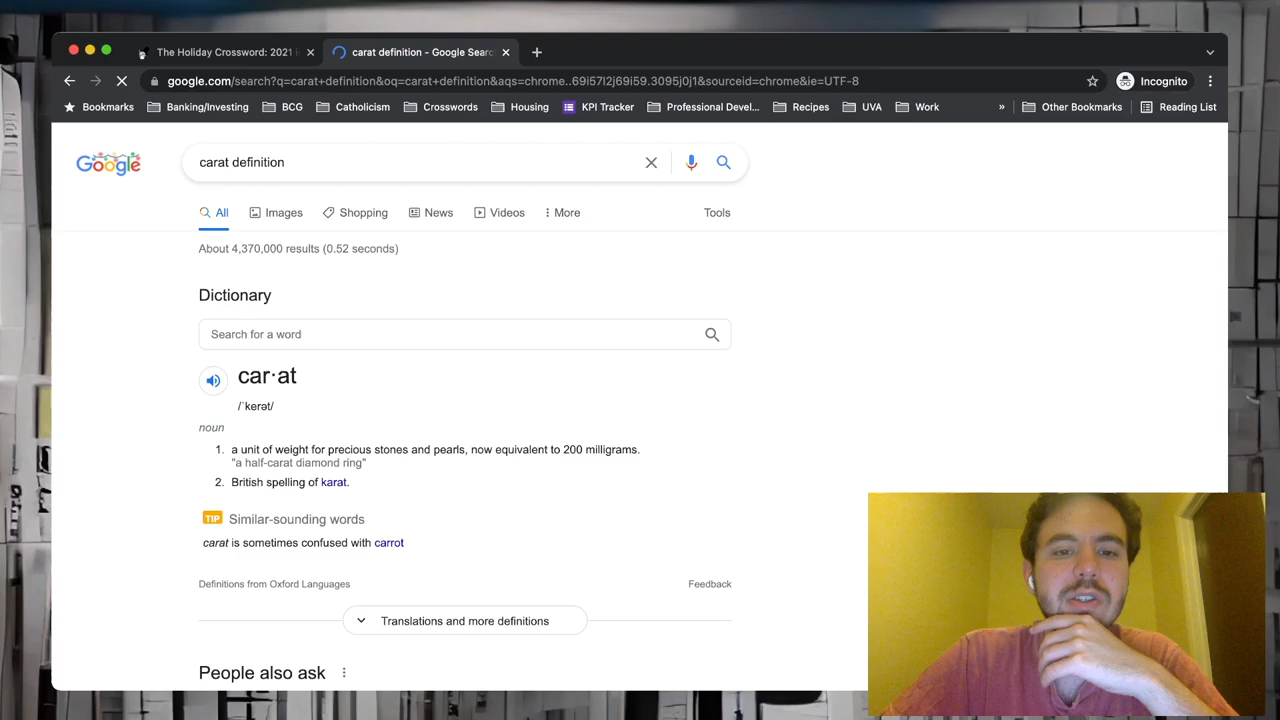 The Holiday Crossword: 2021
carat definition - Google Searc
google.com/search?q=carat+definition&oq=carat+definition&aqs=chrome..69i57l2j69i59.3095j0j1&sourceid=chrome&ie=UTF-8
Incognito
Bookmarks
Banking/Investing
BCG
Catholicism
Crosswords
Housing
KPI Tracker
Professional Devel...
Recipes
UVA
Work
»
Other Bookmarks
Reading List
Google
carat definition
All
Images
Shopping
News
Videos
More
Tools
About 4,370,000 results (0.52 seconds)
Dictionary
Search for a word
car·at
/ˈkerət/
noun
1. a unit of weight for precious stones and pearls, now equivalent to 200 milligrams.
"a half-carat diamond ring"
2. British spelling of karat.
TIP Similar-sounding words
carat is sometimes confused with carrot
Definitions from Oxford Languages
Feedback
Translations and more definitions
People also ask